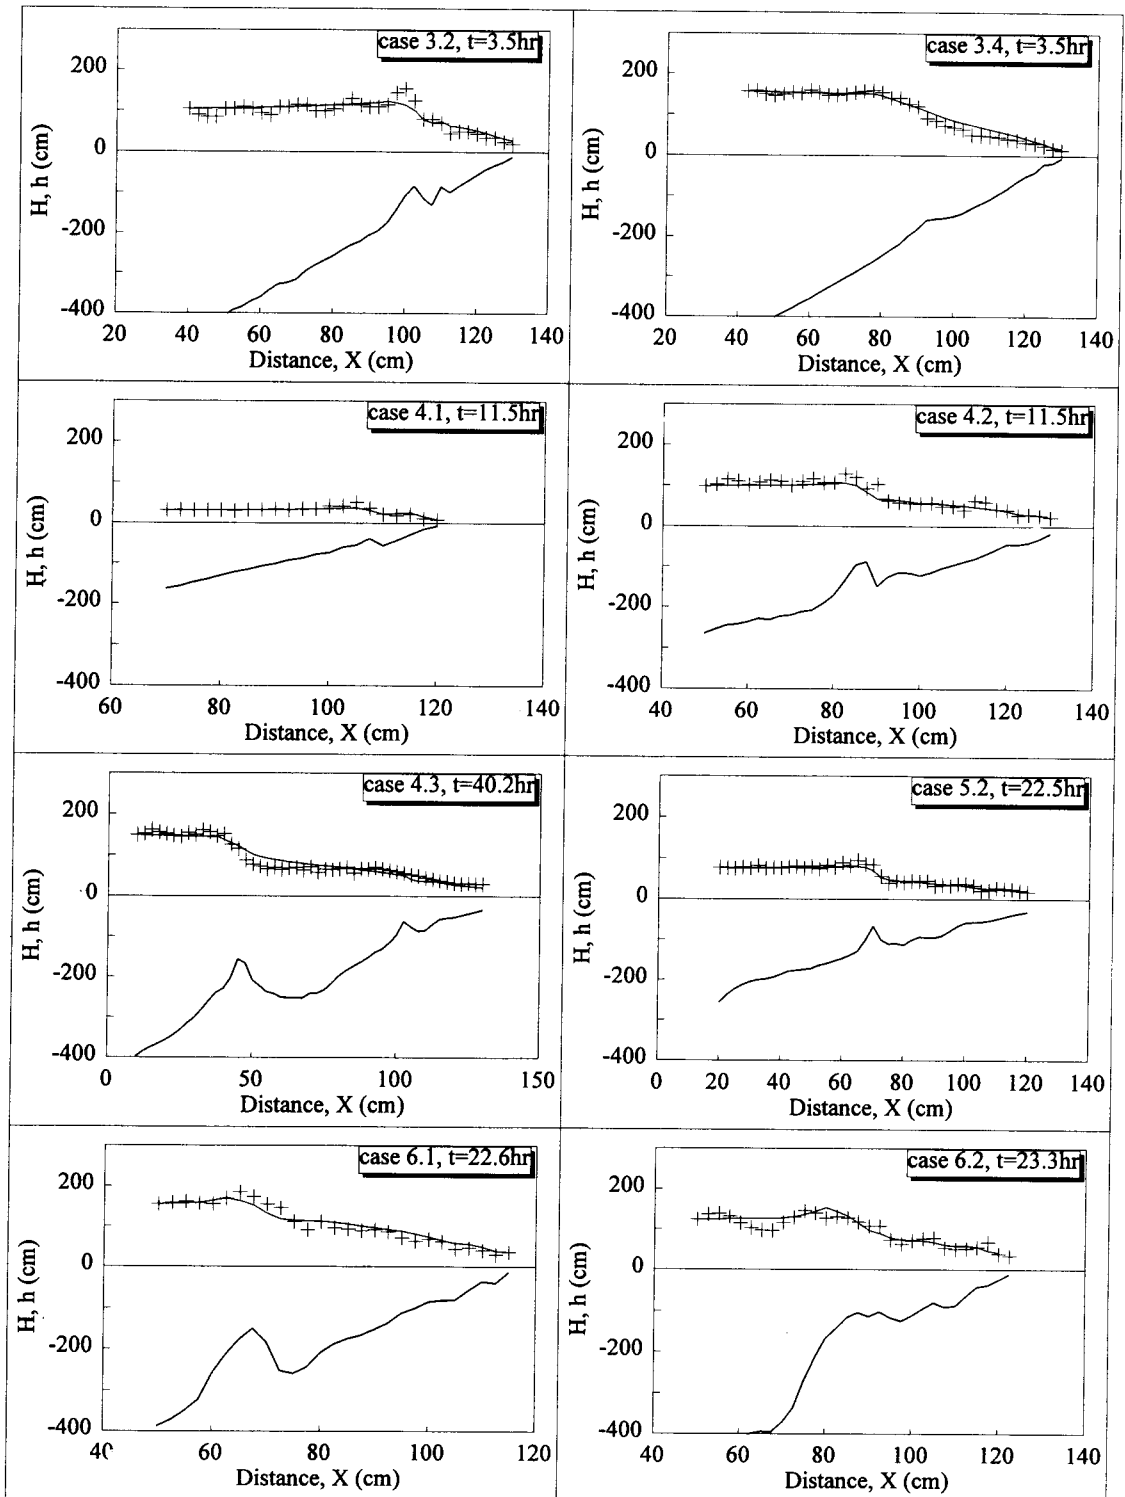 case 3.2, t=3.5hr
200
0
-200
-400
H, h (cm)
20 40 60 80 100 120 140
Distance, X (cm)
case 3.4, t=3.5hr
200
0
-200
-400
H, h (cm)
20 40 60 80 100 120 140
Distance, X (cm)
case 4.1, t=11.5hr
200
0
-200
-400
H, h (cm)
60 80 100 120 140
Distance, X (cm)
case 4.2, t=11.5hr
200
0
-200
-400
H, h (cm)
40 60 80 100 120 140
Distance, X (cm)
case 4.3, t=40.2hr
200
0
-200
-400
H, h (cm)
0 50 100 150
Distance, X (cm)
case 5.2, t=22.5hr
200
0
-200
-400
H, h (cm)
0 20 40 60 80 100 120 140
Distance, X (cm)
case 6.1, t=22.6hr
200
0
-200
-400
H, h (cm)
40 60 80 100 120
Distance, X (cm)
case 6.2, t=23.3hr
200
0
-200
-400
H, h (cm)
40 60 80 100 120 140
Distance, X (cm)